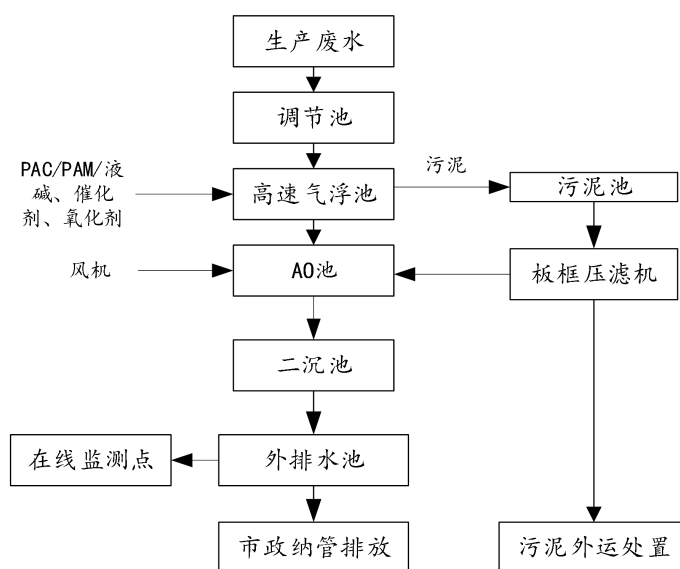 生产废水
调节池
PAC/PAM/液
碱、催化
剂、氧化剂
高速气浮池
污泥
污泥池
风机
AO池
板框压滤机
二沉池
在线监测点
外排水池
市政纳管排放
污泥外运处置